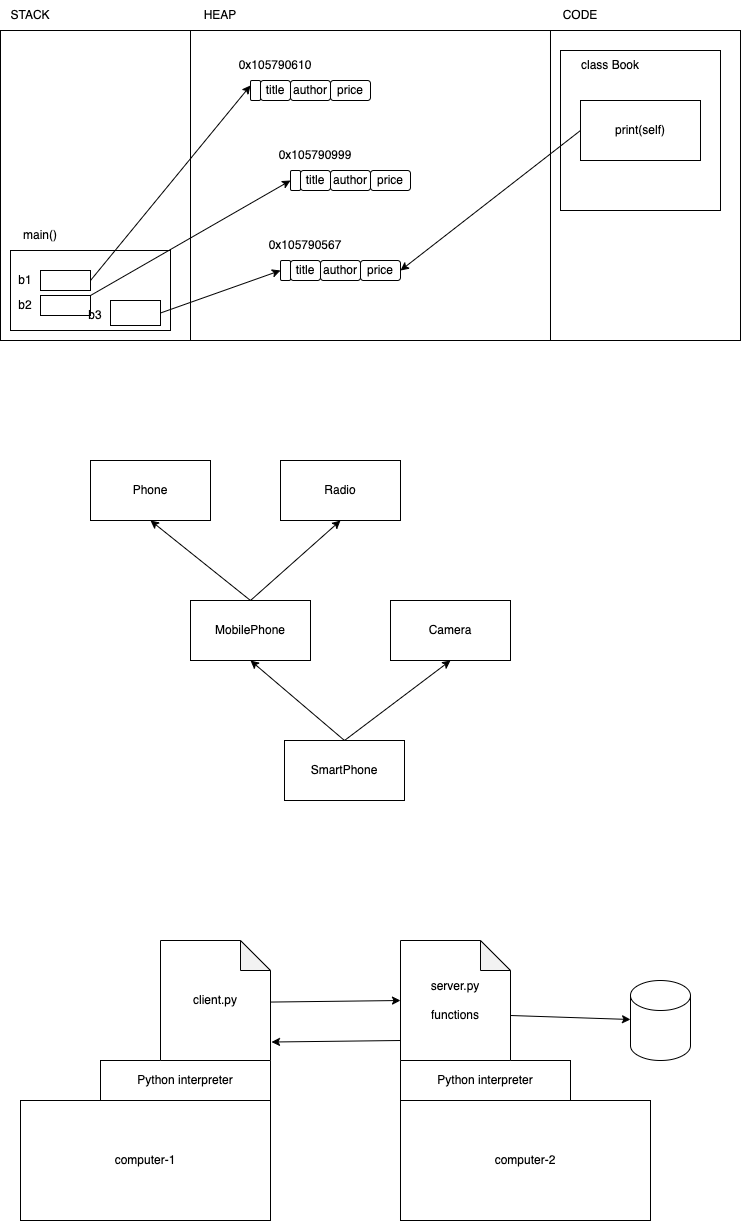 STACK
HEAP
CODE
0x105790610
title author price
class Book
print(self)
0x105790999
title author price
main()
0x105790567
title author price
b1
b2
b3
Phone
Radio
MobilePhone
Camera
SmartPhone
client.py
server.py
functions
Python interpreter
Python interpreter
computer-1
computer-2